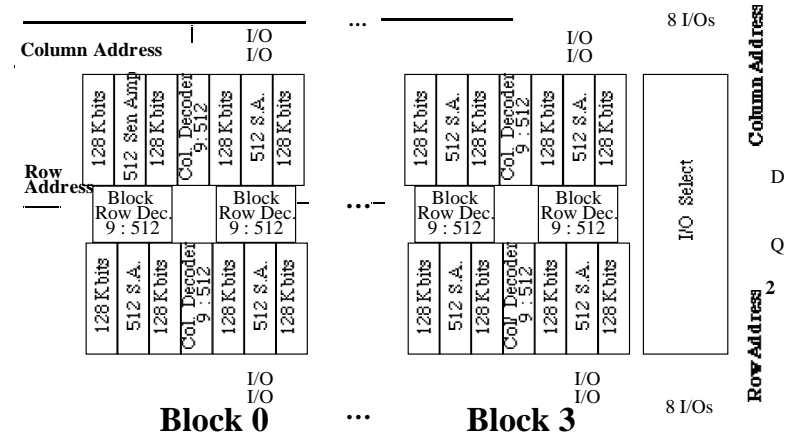 ... 8 I/Os
I/O I/O
Column Address I/O I/O
Column Address
128 K bits
512 Sen Amp
128 K bits
Col. Decoder
9 : 512
128 K bits
512 S.A.
128 K bits
128 K bits
512 S.A.
128 K bits
Col. Decoder
9 : 512
128 K bits
512 S.A.
128 K bits
I/O Select
Row
Address
D
Block
Row Dec.
9 : 512
Block
Row Dec.
9 : 512
...
Block
Row Dec.
9 : 512
Block
Row Dec.
9 : 512
Q
128 K bits
512 S.A.
128 K bits
Col. Decoder
9 : 512
128 K bits
512 S.A.
128 K bits
128 K bits
512 S.A.
128 K bits
Col/ Decoder
9 : 512
128 K bits
512 S.A.
128 K bits
2
Row Address
I/O I/O
I/O I/O
8 I/Os
Block 0 ... Block 3